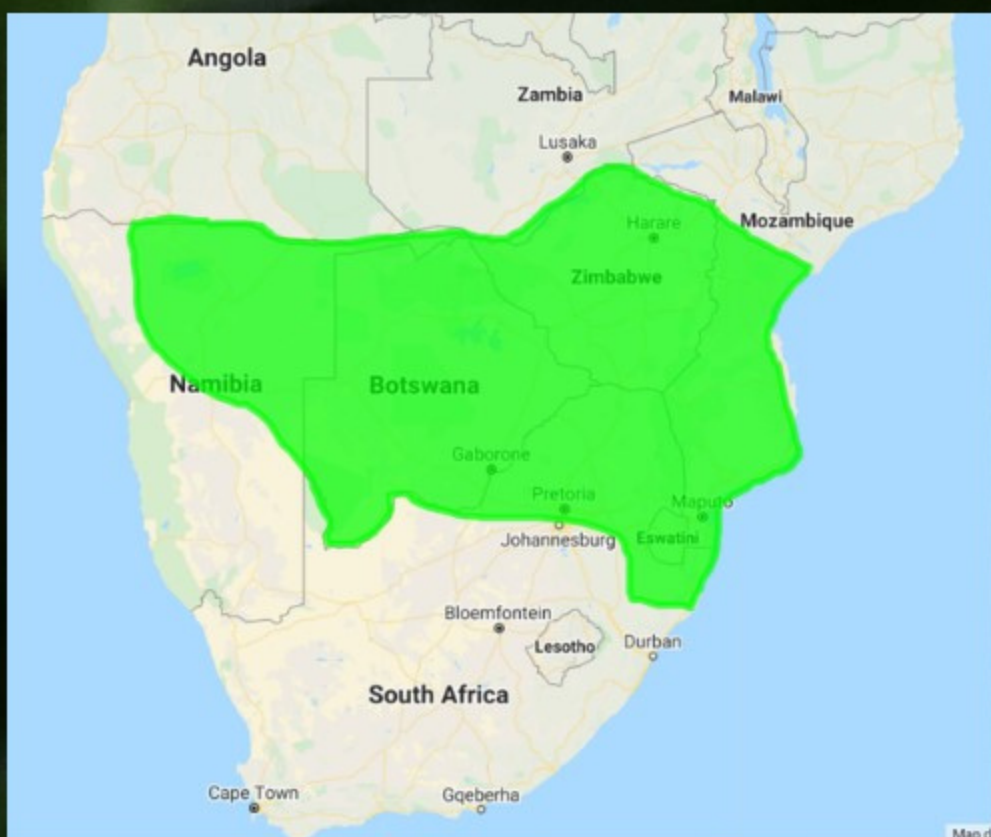 Angola
Zambia
Malawi
Lusaka
Mozambique
Harare
Zimbabwe
Namibia
Botswana
Gaborone
Pretoria
Maputo
Johannesburg
Eswatini
Bloemfontein
Lesotho
Durban
South Africa
Cape Town
Gqeberha
Map d